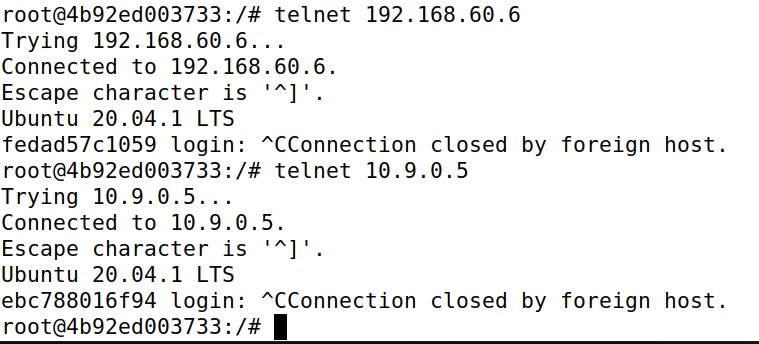 root@4b92ed003733:/# telnet 192.168.60.6
Trying 192.168.60.6...
Connected to 192.168.60.6.
Escape character is '^]'.
Ubuntu 20.04.1 LTS
fedad57c1059 login: ^CConnection closed by foreign host.
root@4b92ed003733:/# telnet 10.9.0.5
Trying 10.9.0.5...
Connected to 10.9.0.5.
Escape character is '^]'.
Ubuntu 20.04.1 LTS
ebc788016f94 login: ^CConnection closed by foreign host.
root@4b92ed003733:/#